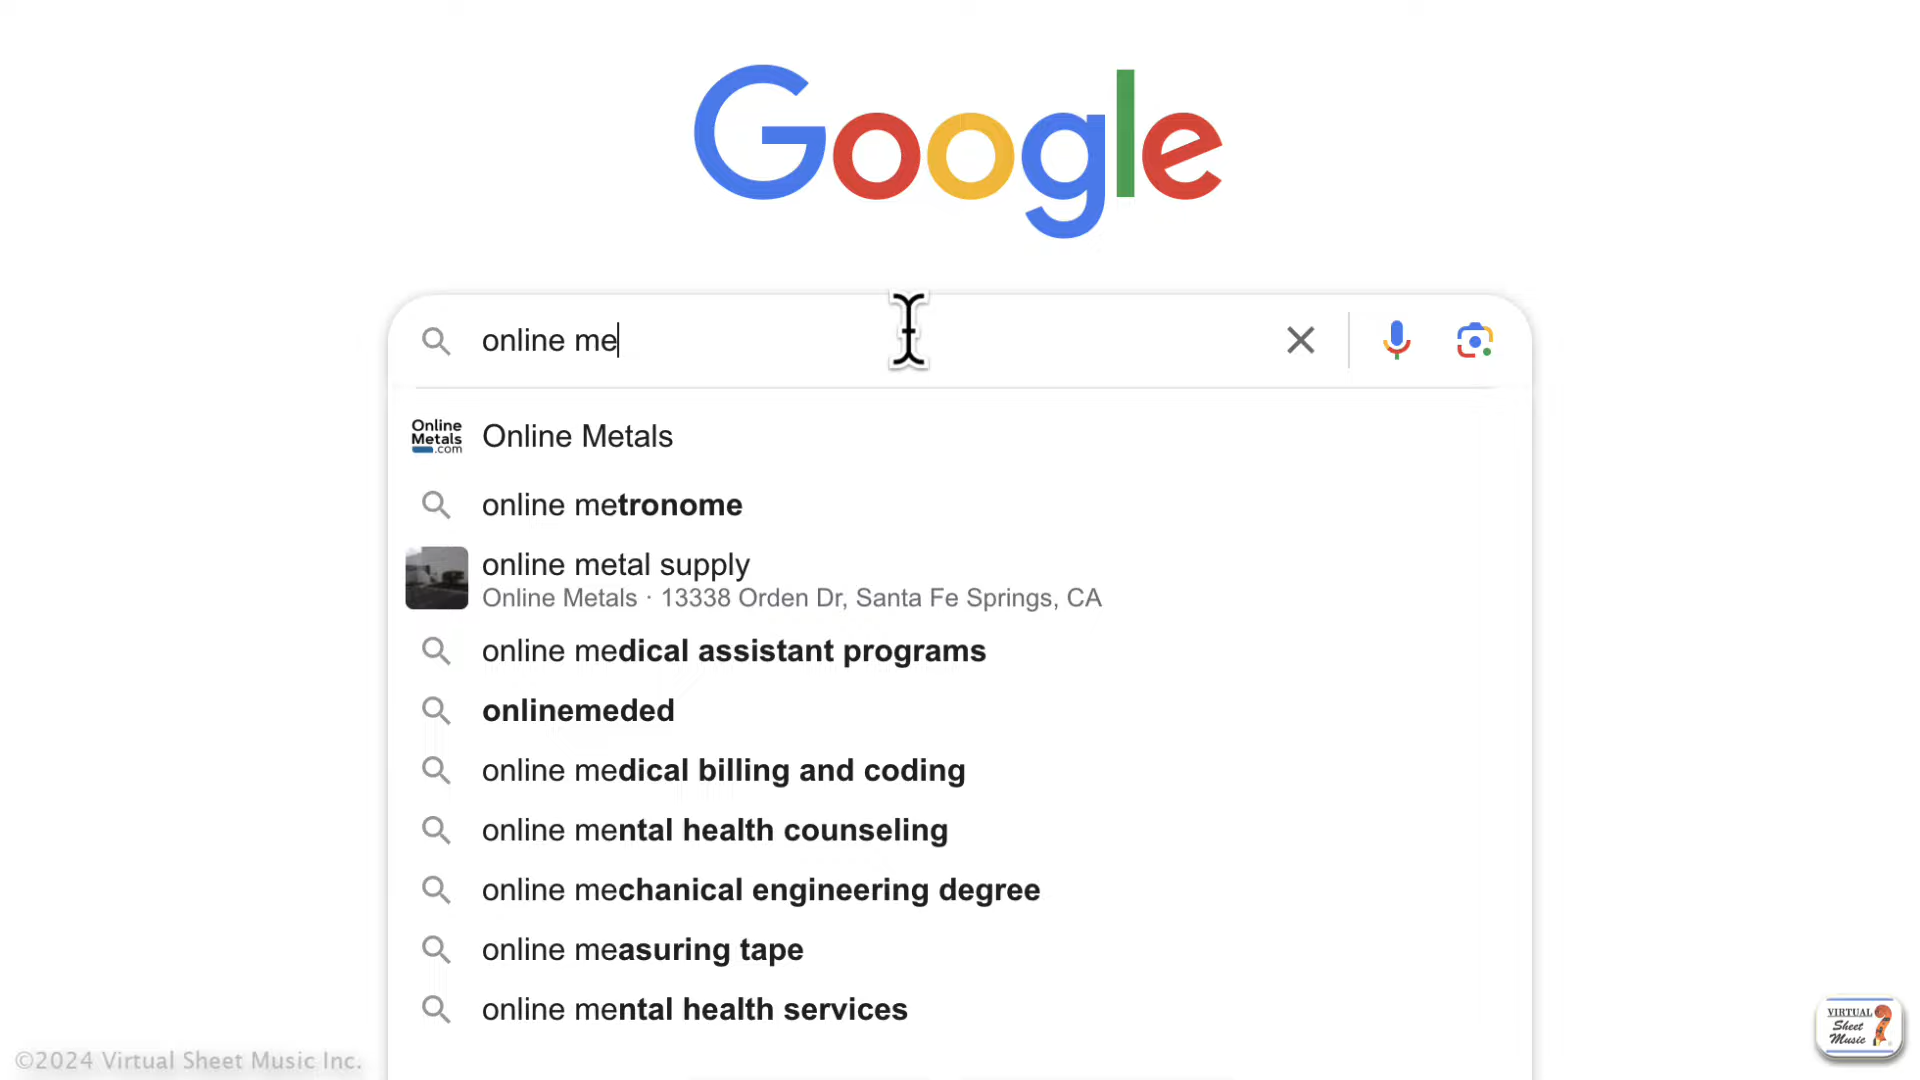 Google
online me
Online
Metals
.com
Online Metals
online metronome
online metal supply
Online Metals · 13338 Orden Dr, Santa Fe Springs, CA
online medical assistant programs
onlinemeded
online medical billing and coding
online mental health counseling
online mechanical engineering degree
online measuring tape
online mental health services
VIRTUAL
Sheet
Music
©2024 Virtual Sheet Music Inc.